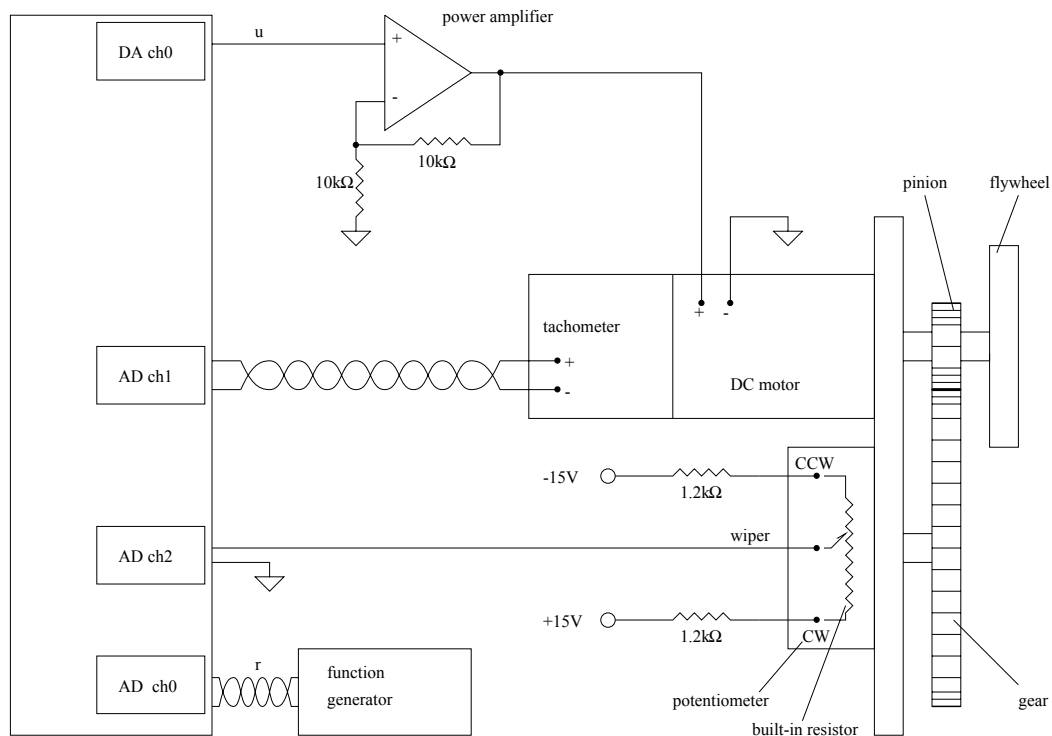 power amplifier
DA ch0
u
+
-
10kΩ
10kΩ
pinion
flywheel
+
-
tachometer
+
-
AD ch1
DC motor
CCW
-15V
1.2kΩ
wiper
AD ch2
+15V
1.2kΩ
CW
r
function
generator
AD ch0
potentiometer
gear
built-in resistor